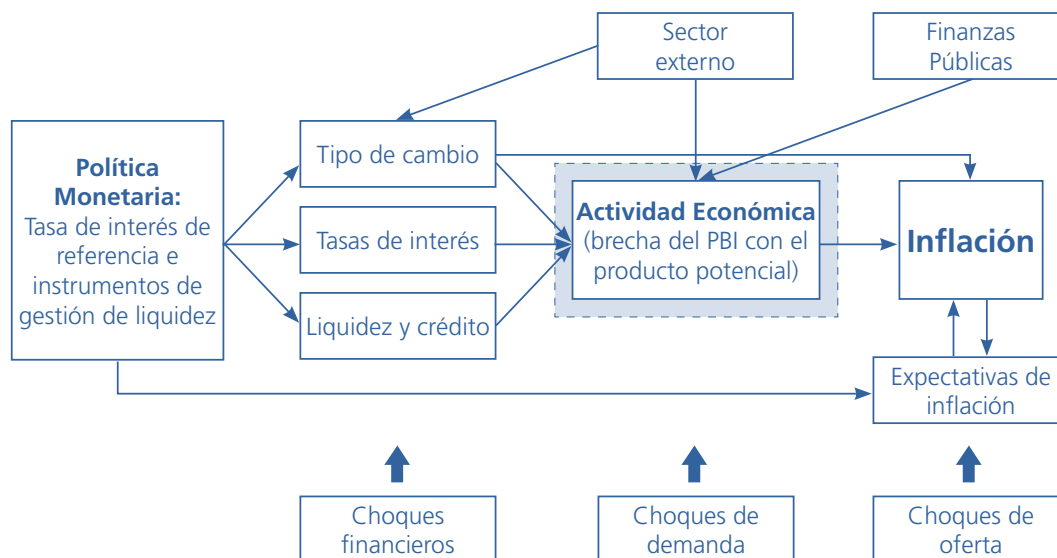 Sector
externo
Finanzas
Públicas
Política
Monetaria:
Tasa de interés de
referencia e
instrumentos de
gestión de liquidez
Tipo de cambio
Tasas de interés
Liquidez y crédito
Actividad Económica
(brecha del PBI con el
producto potencial)
Inflación
Expectativas de
inflación
Choques
financieros
Choques de
demanda
Choques de
oferta